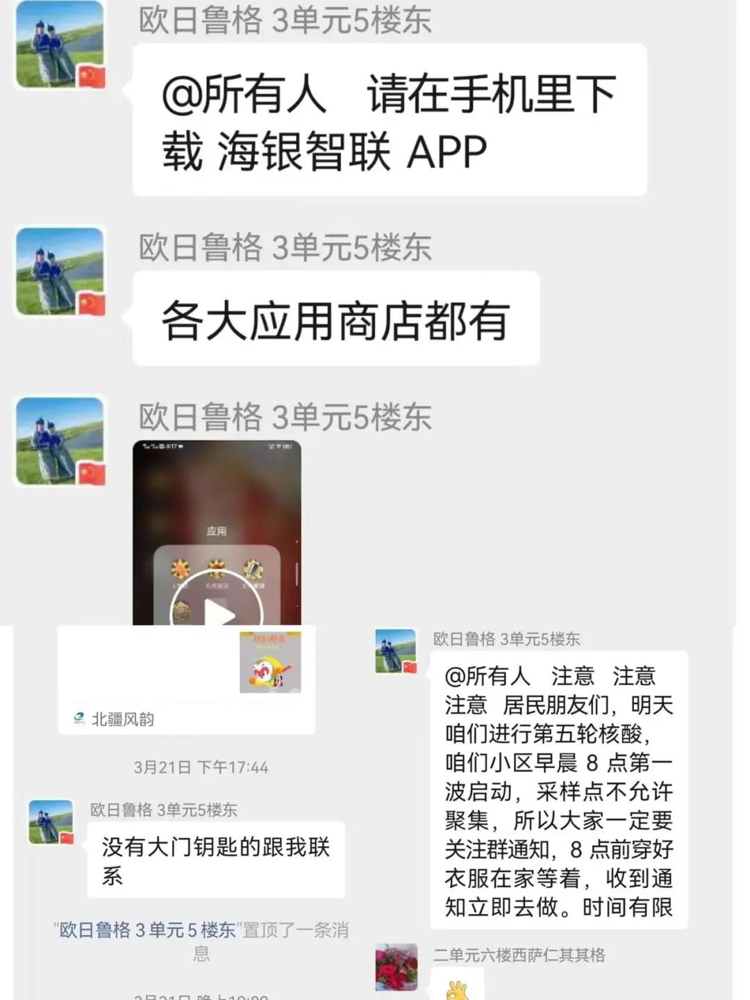 欧日鲁格 3单元5楼东
@所有人 请在手机里下
载 海银智联 APP
欧日鲁格 3单元5楼东
各大应用商店都有
欧日鲁格 3单元5楼东
应用
北疆风韵
3月21日 下午17:44
欧日鲁格 3单元5楼东
没有大门钥匙的跟我联
系
"欧日鲁格 3单元5楼东"置顶了一条消
息
欧日鲁格 3单元5楼东
@所有人 注意 注意
注意 居民朋友们，明天
咱们进行第五轮核酸，
咱们小区早晨 8 点第一
波启动，采样点不允许
聚集，所以大家一定要
关注群通知，8 点前穿好
衣服在家等着，收到通
知立即去做。时间有限
二单元六楼西萨仁其其格